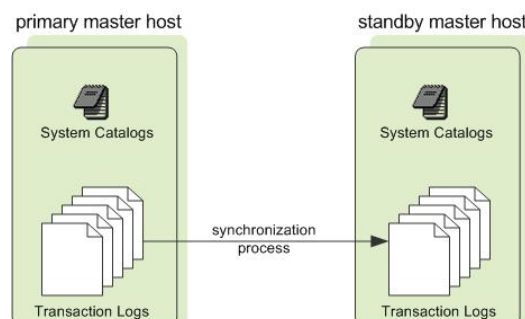 primary master host
standby master host
System Catalogs
System Catalogs
synchronization
process
Transaction Logs
Transaction Logs